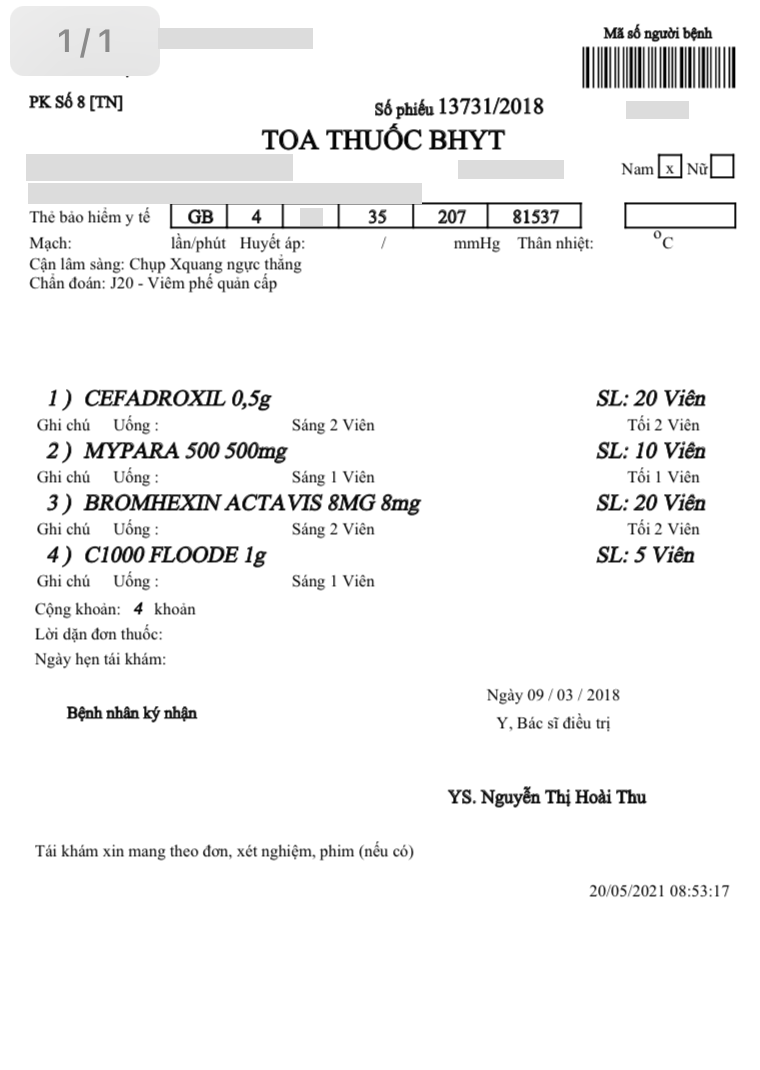 1/1
Mã số người bệnh
PK Số 8 [TN]
Số phiếu 13731/2018
TOA THUỐC BHYT
Nam x Nữ
Thẻ bảo hiểm y tế GB 4 35 207 81537
Mạch: lần/phút Huyết áp: / mmHg Thân nhiệt: oC
Cận lâm sàng: Chụp Xquang ngực thẳng
Chẩn đoán: J20 - Viêm phế quản cấp
1 ) CEFADROXIL 0,5g SL: 20 Viên
Ghi chú Uống : Sáng 2 Viên Tối 2 Viên
2 ) MYPARA 500 500mg SL: 10 Viên
Ghi chú Uống : Sáng 1 Viên Tối 1 Viên
3 ) BROMHEXIN ACTAVIS 8MG 8mg SL: 20 Viên
Ghi chú Uống : Sáng 2 Viên Tối 2 Viên
4 ) C1000 FLOODE 1g SL: 5 Viên
Ghi chú Uống : Sáng 1 Viên
Cộng khoản: 4 khoản
Lời dặn đơn thuốc:
Ngày hẹn tái khám:
Ngày 09 / 03 / 2018
Bệnh nhân ký nhận
Y, Bác sĩ điều trị
YS. Nguyễn Thị Hoài Thu
Tái khám xin mang theo đơn, xét nghiệm, phim (nếu có)
20/05/2021 08:53:17